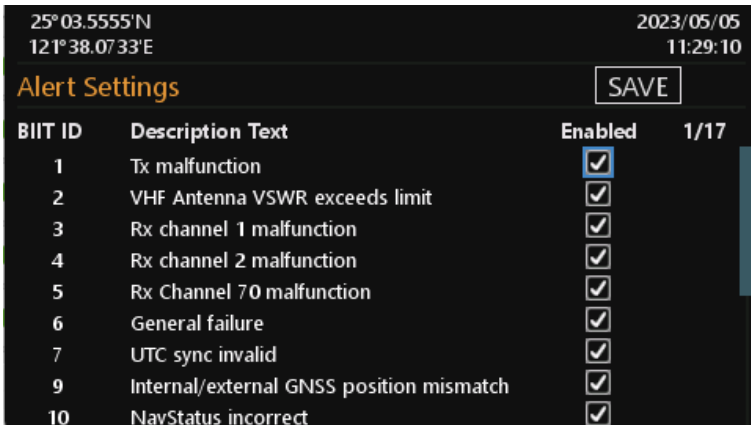 25°03.5555'N 2023/05/05
121°38.0733'E 11:29:10
Alert Settings SAVE
BIIT ID Description Text Enabled 1/17
1 Tx malfunction
2 VHF Antenna VSWR exceeds limit
3 Rx channel 1 malfunction
4 Rx channel 2 malfunction
5 Rx Channel 70 malfunction
6 General failure
7 UTC sync invalid
9 Internal/external GNSS position mismatch
10 NavStatus incorrect